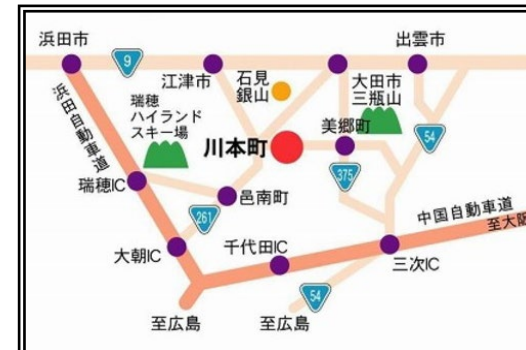 浜田市
9
江津市
石見
銀山
出雲市
大田市
三瓶山
浜田自動車道
瑞穂
ハイランド
スキー場
川本町
美郷町
54
瑞穂IC
375
邑南町
261
中国自動車道
至大阪
大朝IC
千代田IC
三次IC
54
至広島
至広島